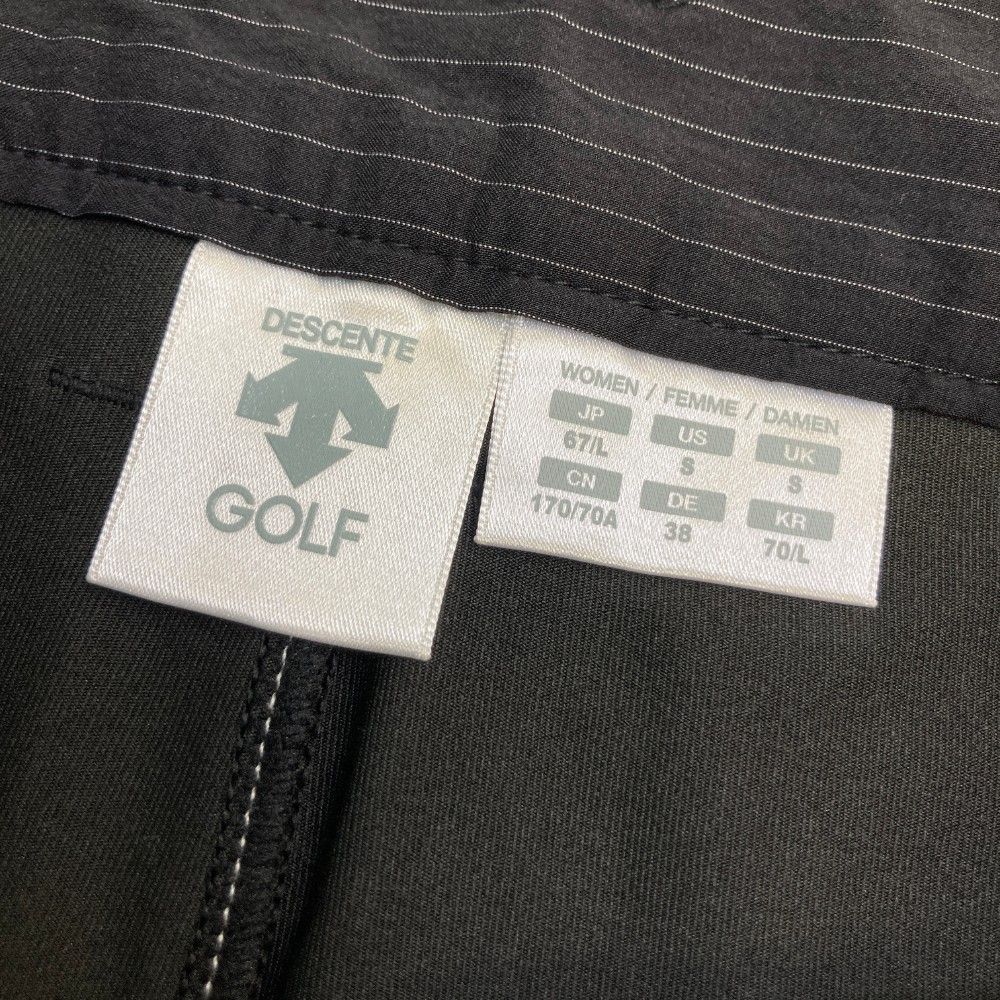 DESCENTE
GOLF
WOMEN / FEMME / DAMEN
JP US UK
67/L S S
CN DE KR
170/70A 38 70/L